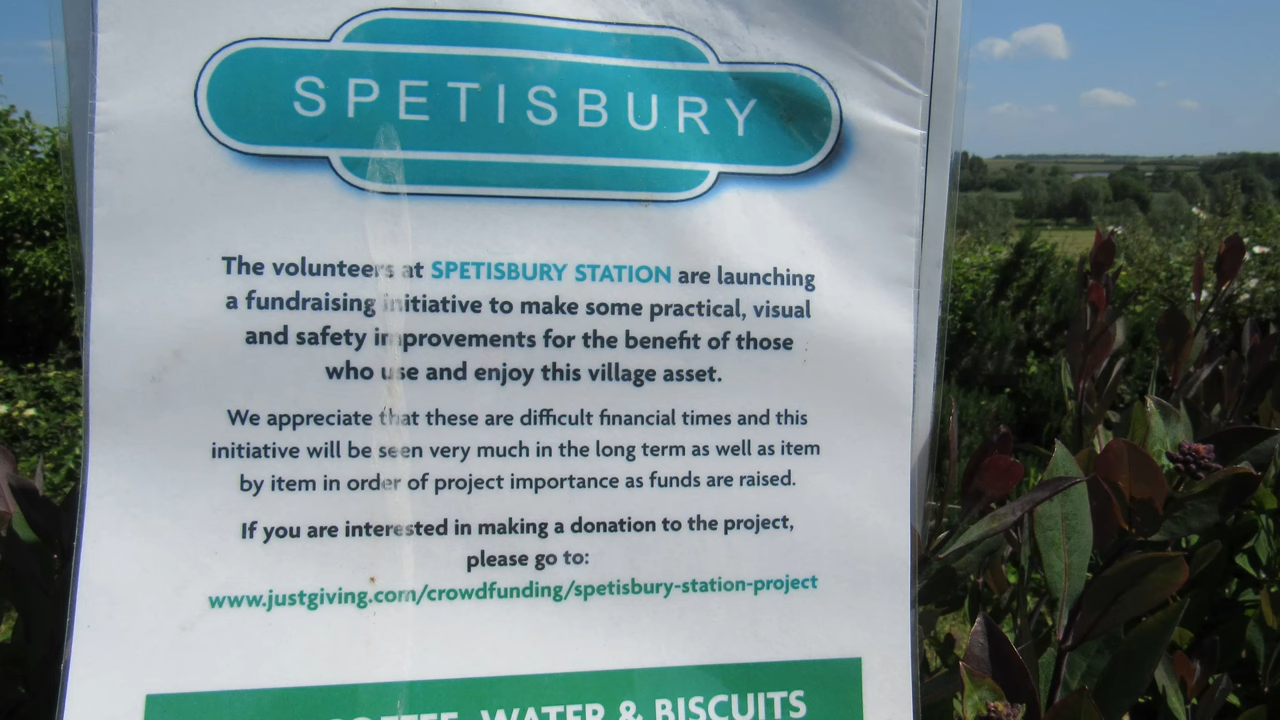 SPETISBURY
The volunteers at SPETISBURY STATION are launching
a fundraising initiative to make some practical, visual
and safety improvements for the benefit of those
who use and enjoy this village asset.
We appreciate that these are difficult financial times and this
initiative will be seen very much in the long term as well as item
by item in order of project importance as funds are raised.
If you are interested in making a donation to the project,
please go to:
www.justgiving.com/crowdfunding/spetisbury-station-project
COFFEE, WATER & BISCUITS